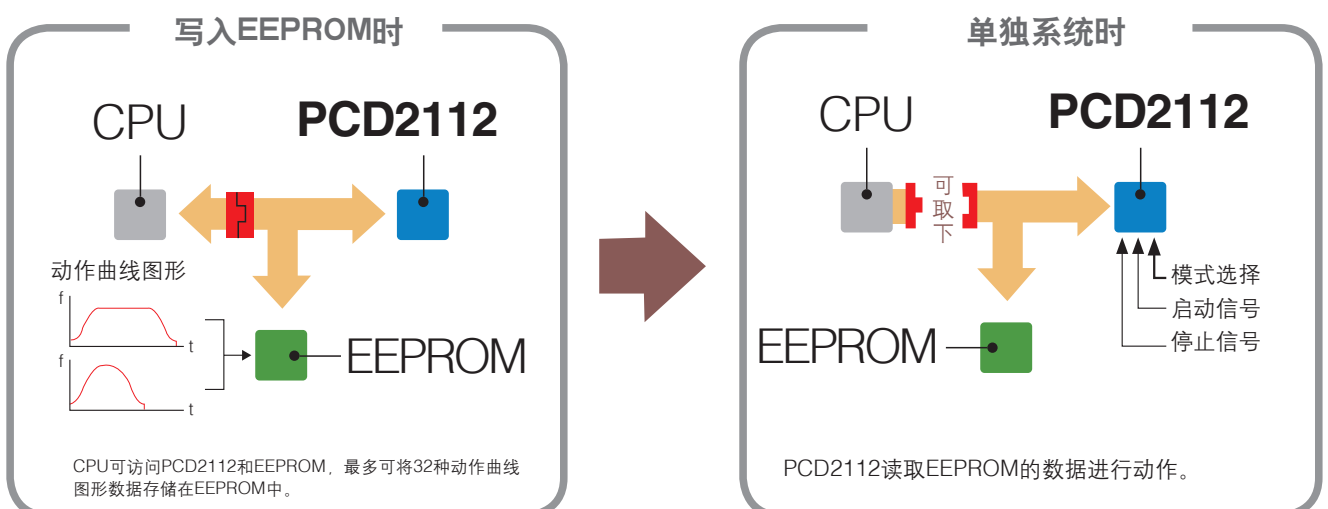 写入EEPROM时
CPU
PCD2112
动作曲线图形
f
t
f
t
EEPROM
CPU可访问PCD2112和EEPROM，最多可将32种动作曲线
图形数据存储在EEPROM中。
单独系统时
CPU
PCD2112
可
取
下
模式选择
启动信号
停止信号
EEPROM
PCD2112读取EEPROM的数据进行动作。